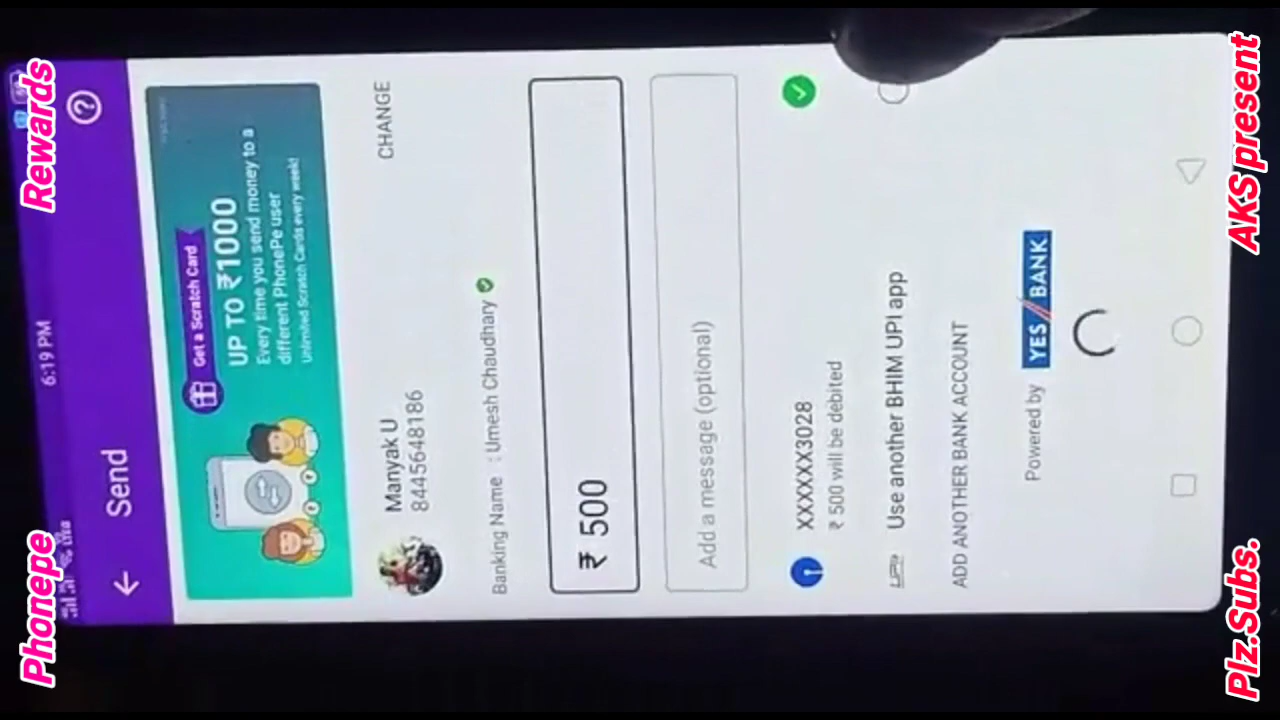 Phonepe
Rewards
6:19 PM
Send
Get a Scratch Card
UP TO ₹1000
Every time you send money to a
different PhonePe user
Unlimited Scratch Cards every week!
Manyak U
CHANGE
8445648186
Banking Name : Umesh Chaudhary
₹ 500
Add a message (optional)
XXXXXX3028
₹ 500 will be debited
UPI
Use another BHIM UPI app
ADD ANOTHER BANK ACCOUNT
Powered by YES BANK
Plz.Subs.
AKS present